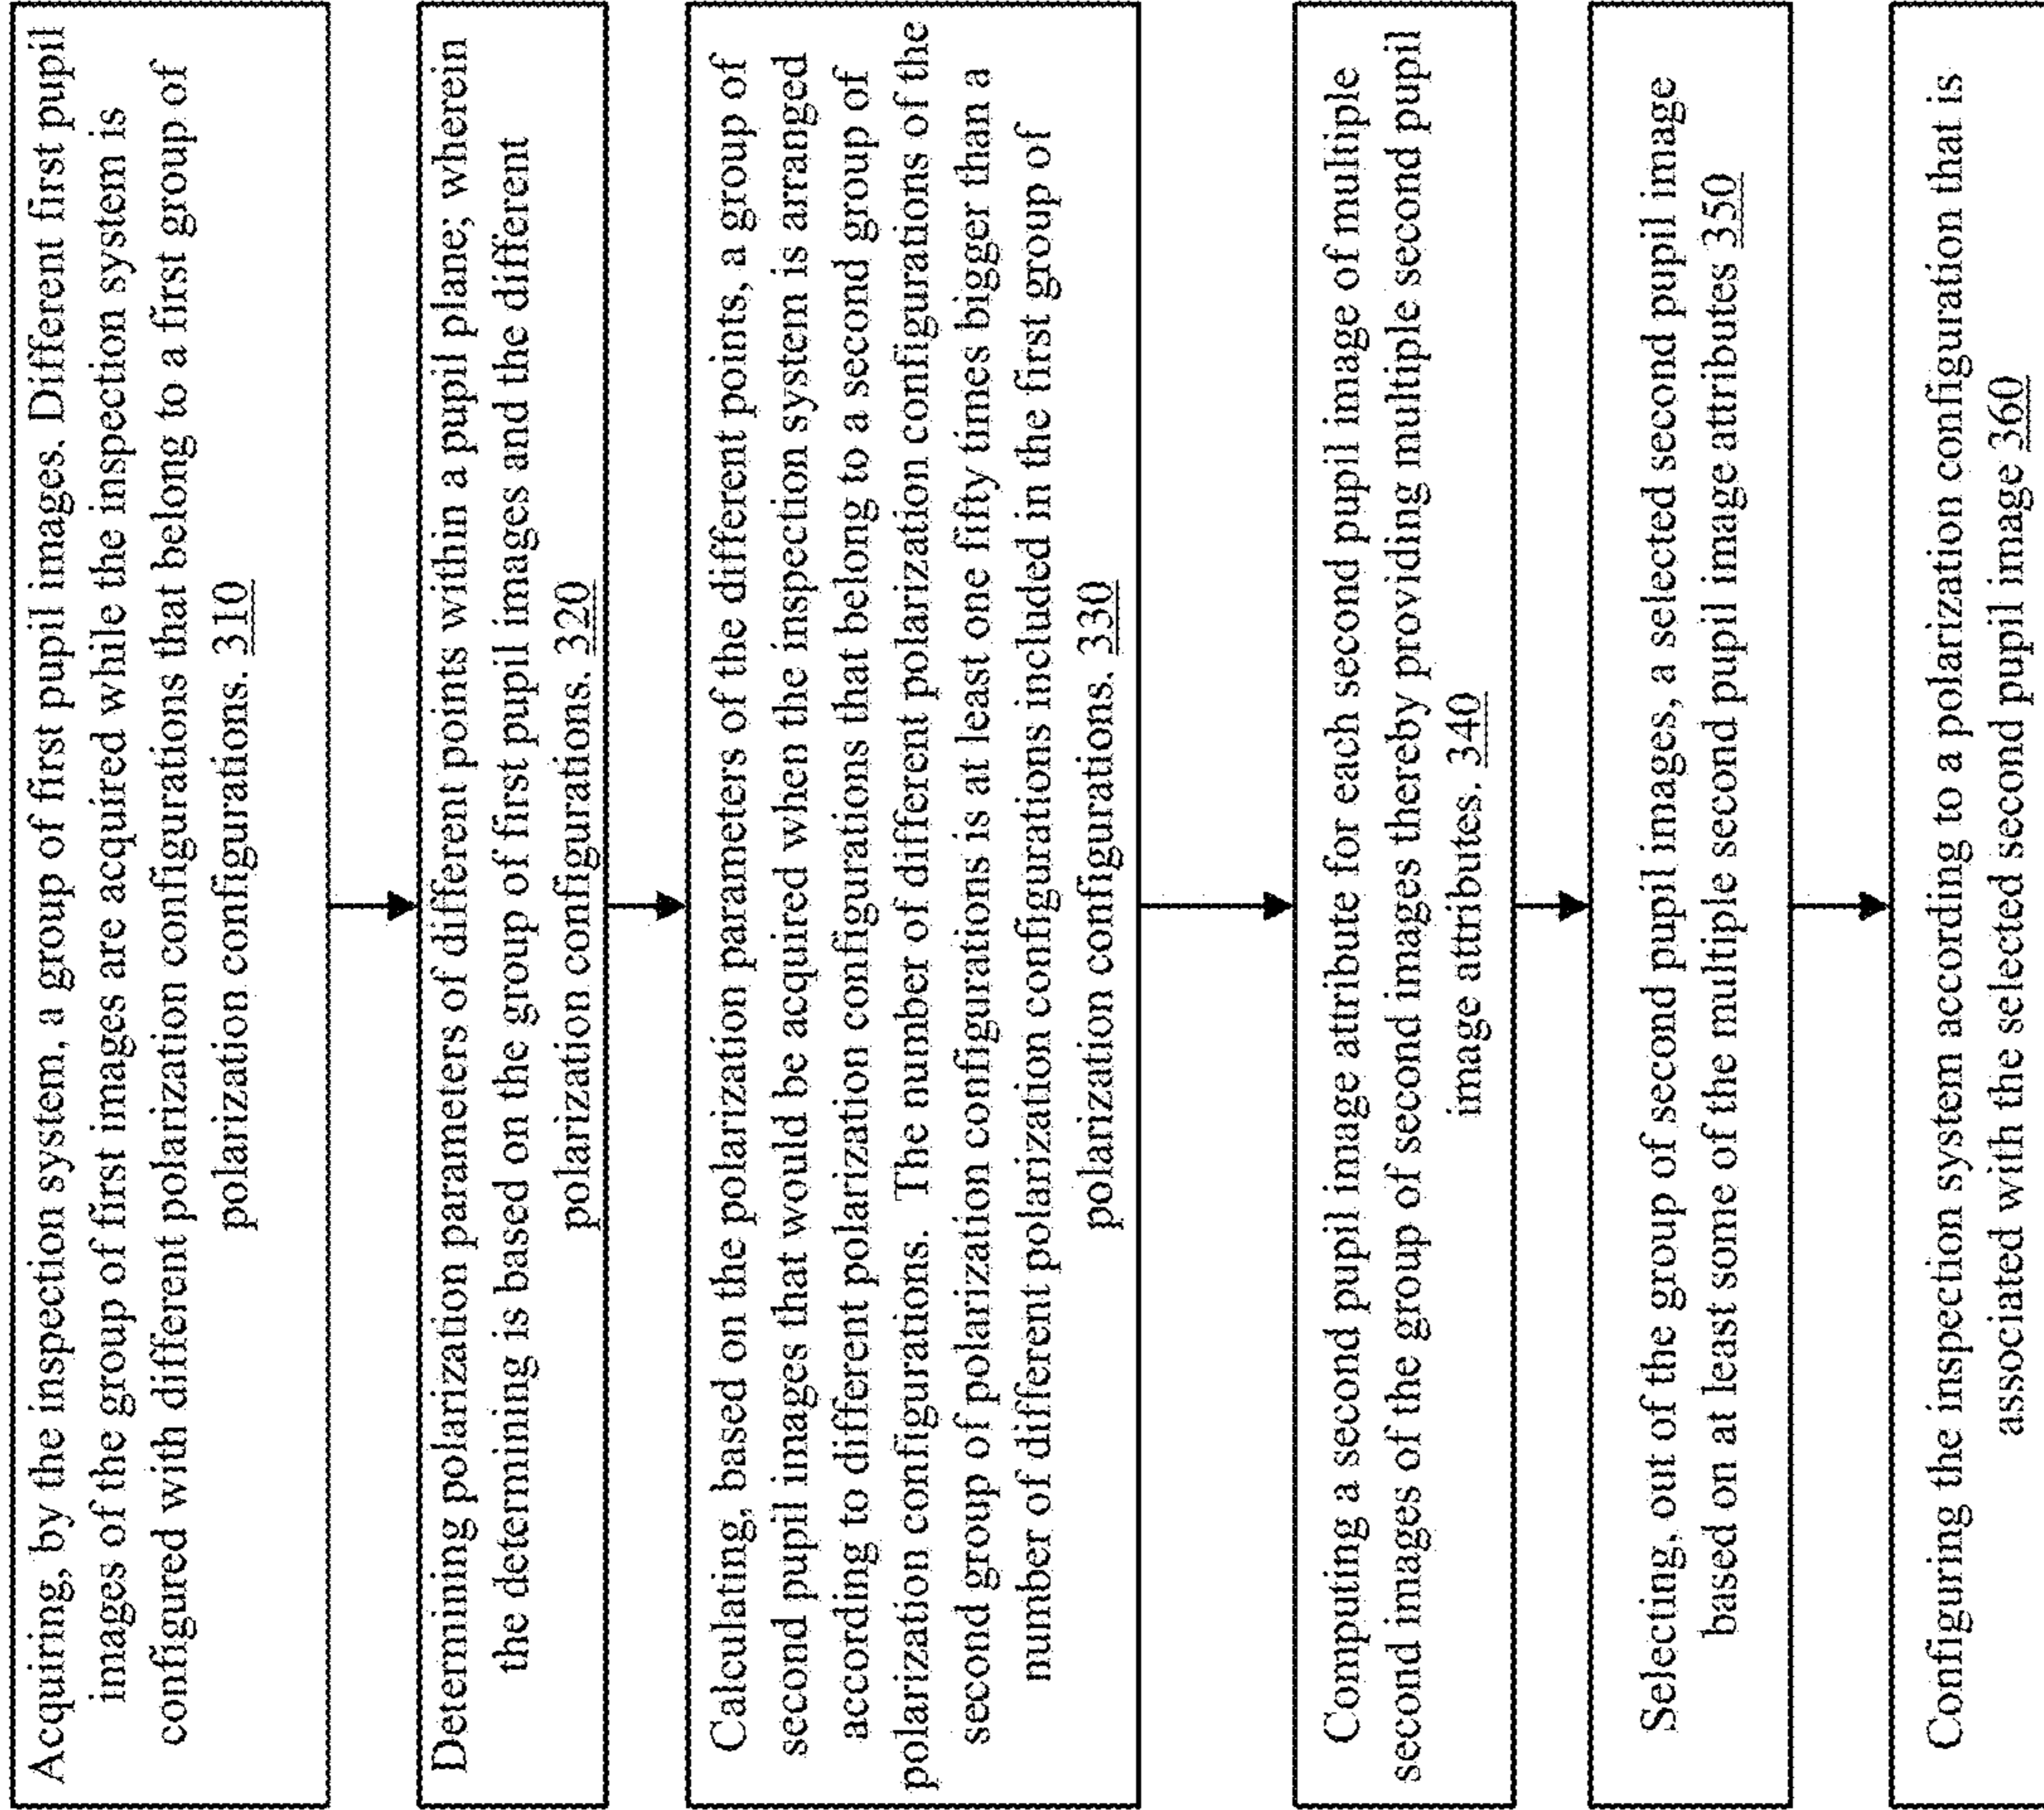 Acquiring, by the inspection system, a group of first pupil images. Different first pupil
images of the group of first images are acquired while the inspection system is
configured with different polarization configurations that belong to a first group of
polarization configurations. 310
Determining polarization parameters of different points within a pupil plane; wherein
the determining is based on the group of first pupil images and the different
polarization configurations. 320
Calculating, based on the polarization parameters of the different points, a group of
second pupil images that would be acquired when the inspection system is arranged
according to different polarization configurations that belong to a second group of
polarization configurations. The number of different polarization configurations of the
second group of polarization configurations is at least one fifty times bigger than a
number of different polarization configurations included in the first group of
polarization configurations. 330
Computing a second pupil image attribute for each second pupil image of multiple
second images of the group of second images thereby providing multiple second pupil
image attributes. 340
Selecting, out of the group of second pupil images, a selected second pupil image
based on at least some of the multiple second pupil image attributes 350
Configuring the inspection system according to a polarization configuration that is
associated with the selected second pupil image 360